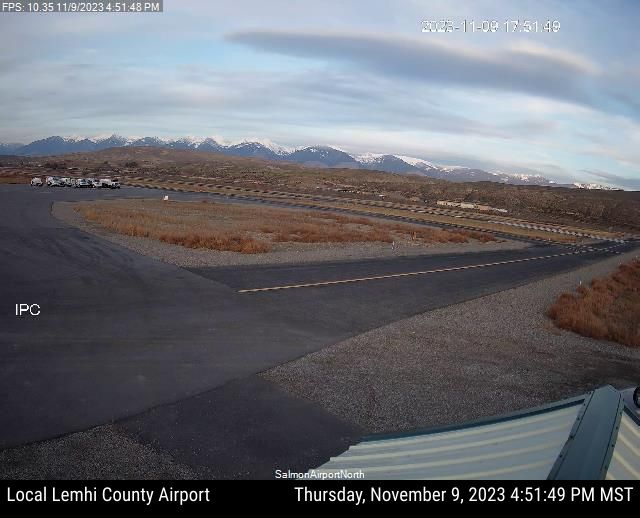 FPS: 10.35 11/9/2023 4:51:48 PM
2023-11-09 17:51:49
IPC
SalmonAirportNorth
Local Lemhi County Airport Thursday, November 9, 2023 4:51:49 PM MST